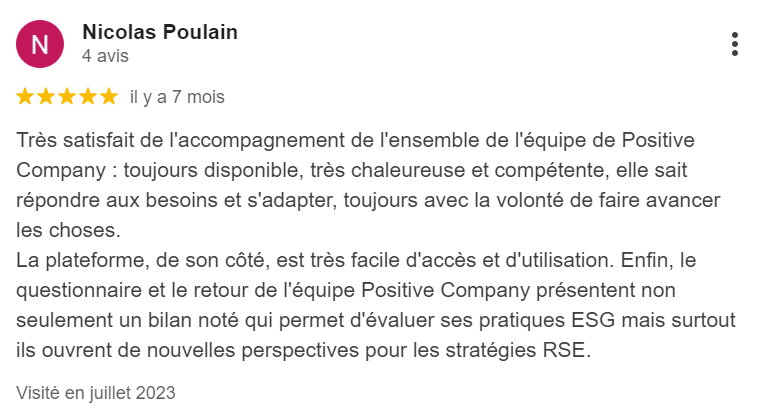 N
Nicolas Poulain
4 avis
il y a 7 mois
Très satisfait de l'accompagnement de l'ensemble de l'équipe de Positive
Company : toujours disponible, très chaleureuse et compétente, elle sait
répondre aux besoins et s'adapter, toujours avec la volonté de faire avancer
les choses.
La plateforme, de son côté, est très facile d'accès et d'utilisation. Enfin, le
questionnaire et le retour de l'équipe Positive Company présentent non
seulement un bilan noté qui permet d'évaluer ses pratiques ESG mais surtout
ils ouvrent de nouvelles perspectives pour les stratégies RSE.
Visité en juillet 2023